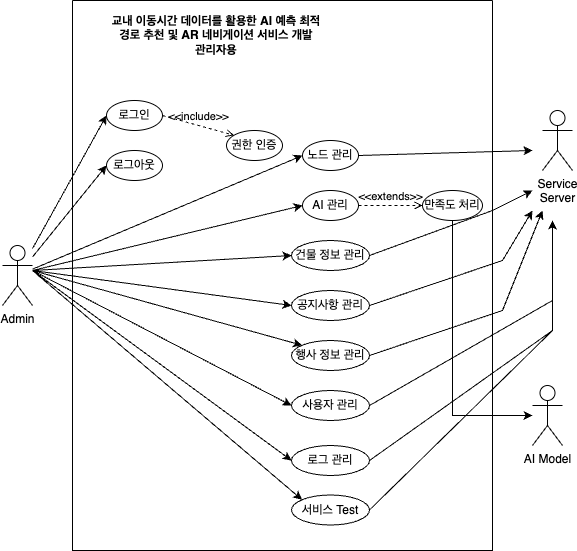 교내 이동시간 데이터를 활용한 AI 예측 최적
경로 추천 및 AR 네비게이션 서비스 개발
관리자용
로그인
<<include>>
권한 인증
로그아웃
노드 관리
AI 관리
<<extends>>
만족도 처리
건물 정보 관리
공지사항 관리
행사 정보 관리
사용자 관리
로그 관리
서비스 Test
Admin
Service
Server
AI Model